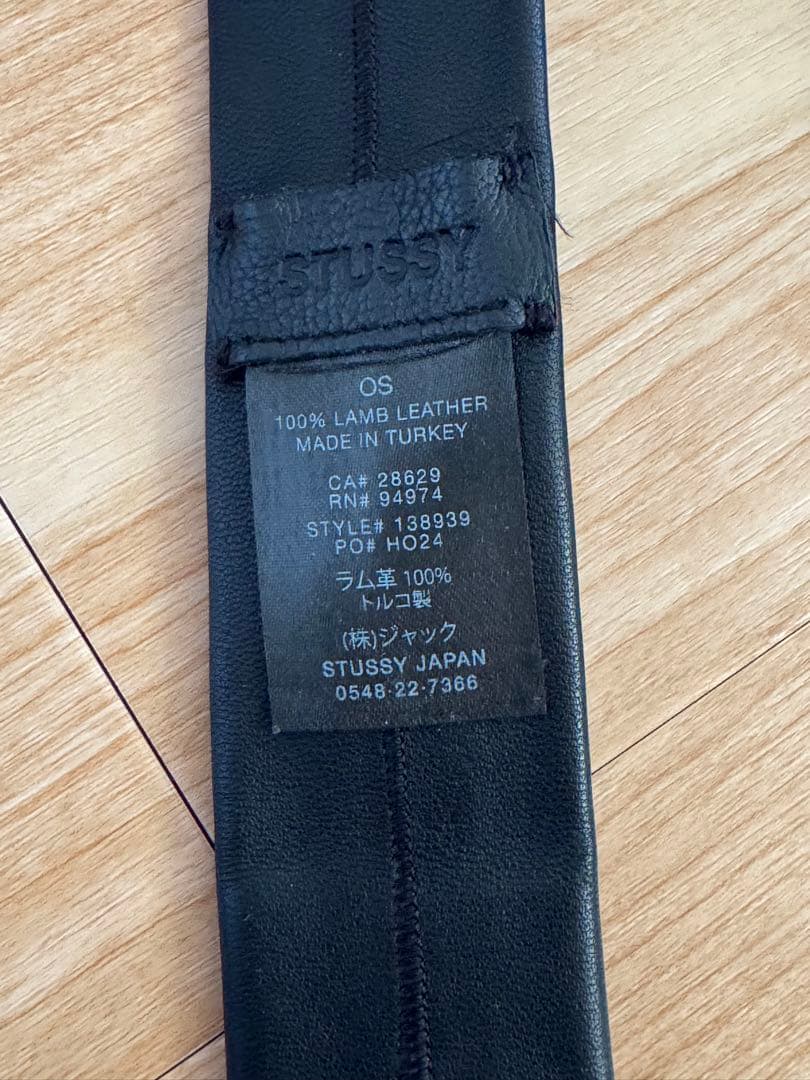 STUSSY
OS
100% LAMB LEATHER
MADE IN TURKEY
CA# 28629
RN# 94974
STYLE# 138939
PO# HO24
ラム革 100%
トルコ製
(株)ジャック
STUSSY JAPAN
0548-22-7366